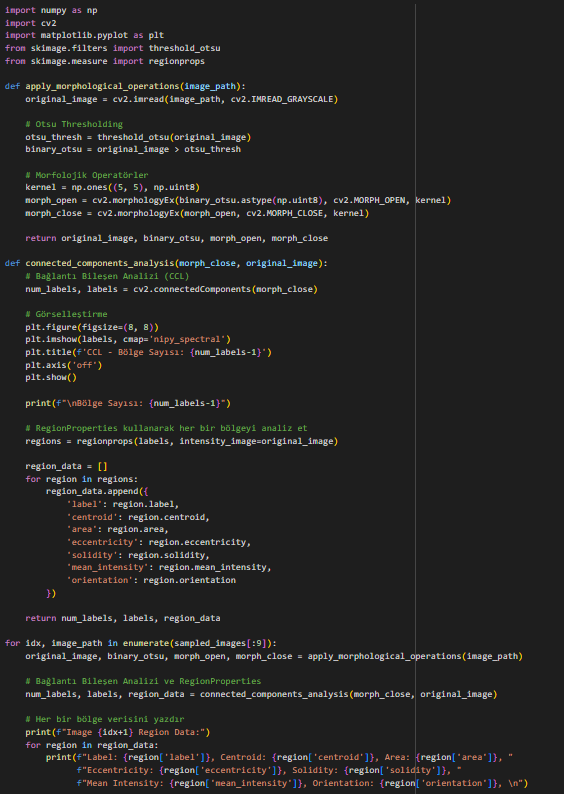 import numpy as np
import cv2
import matplotlib.pyplot as plt
from skimage.filters import threshold_otsu
from skimage.measure import regionprops

def apply_morphological_operations(image_path):
    original_image = cv2.imread(image_path, cv2.IMREAD_GRAYSCALE)

    # Otsu Thresholding
    otsu_thresh = threshold_otsu(original_image)
    binary_otsu = original_image > otsu_thresh

    # Morfolojik Operatörler
    kernel = np.ones((5, 5), np.uint8)
    morph_open = cv2.morphologyEx(binary_otsu.astype(np.uint8), cv2.MORPH_OPEN, kernel)
    morph_close = cv2.morphologyEx(morph_open, cv2.MORPH_CLOSE, kernel)

    return original_image, binary_otsu, morph_open, morph_close

def connected_components_analysis(morph_close, original_image):
    # Bağlantı Bileşen Analizi (CCL)
    num_labels, labels = cv2.connectedComponents(morph_close)

    # Görselleştirme
    plt.figure(figsize=(8, 8))
    plt.imshow(labels, cmap='nipy_spectral')
    plt.title(f'CCL - Bölge Sayısı: {num_labels-1}')
    plt.axis('off')
    plt.show()

    print(f"\nBölge Sayısı: {num_labels-1}")

    # RegionProperties kullanarak her bir bölgeyi analiz et
    regions = regionprops(labels, intensity_image=original_image)

    region_data = []
    for region in regions:
        region_data.append({
            'label': region.label,
            'centroid': region.centroid,
            'area': region.area,
            'eccentricity': region.eccentricity,
            'solidity': region.solidity,
            'mean_intensity': region.mean_intensity,
            'orientation': region.orientation
        })

    return num_labels, labels, region_data

for idx, image_path in enumerate(sampled_images[:9]):
    original_image, binary_otsu, morph_open, morph_close = apply_morphological_operations(image_path)

    # Bağlantı Bileşen Analizi ve RegionProperties
    num_labels, labels, region_data = connected_components_analysis(morph_close, original_image)

    # Her bir bölge verisini yazdır
    print(f"Image {idx+1} Region Data:")
    for region in region_data:
        print(f"Label: {region['label']}, Centroid: {region['centroid']}, Area: {region['area']}, "
              f"Eccentricity: {region['eccentricity']}, Solidity: {region['solidity']}, "
              f"Mean Intensity: {region['mean_intensity']}, Orientation: {region['orientation']}, \n")